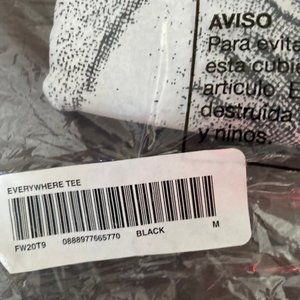 AVISO
Para evita
esta cubie
artículo. E
destruida
y niños.
EVERYWHERE TEE
FW20T9 0888977665770 BLACK M